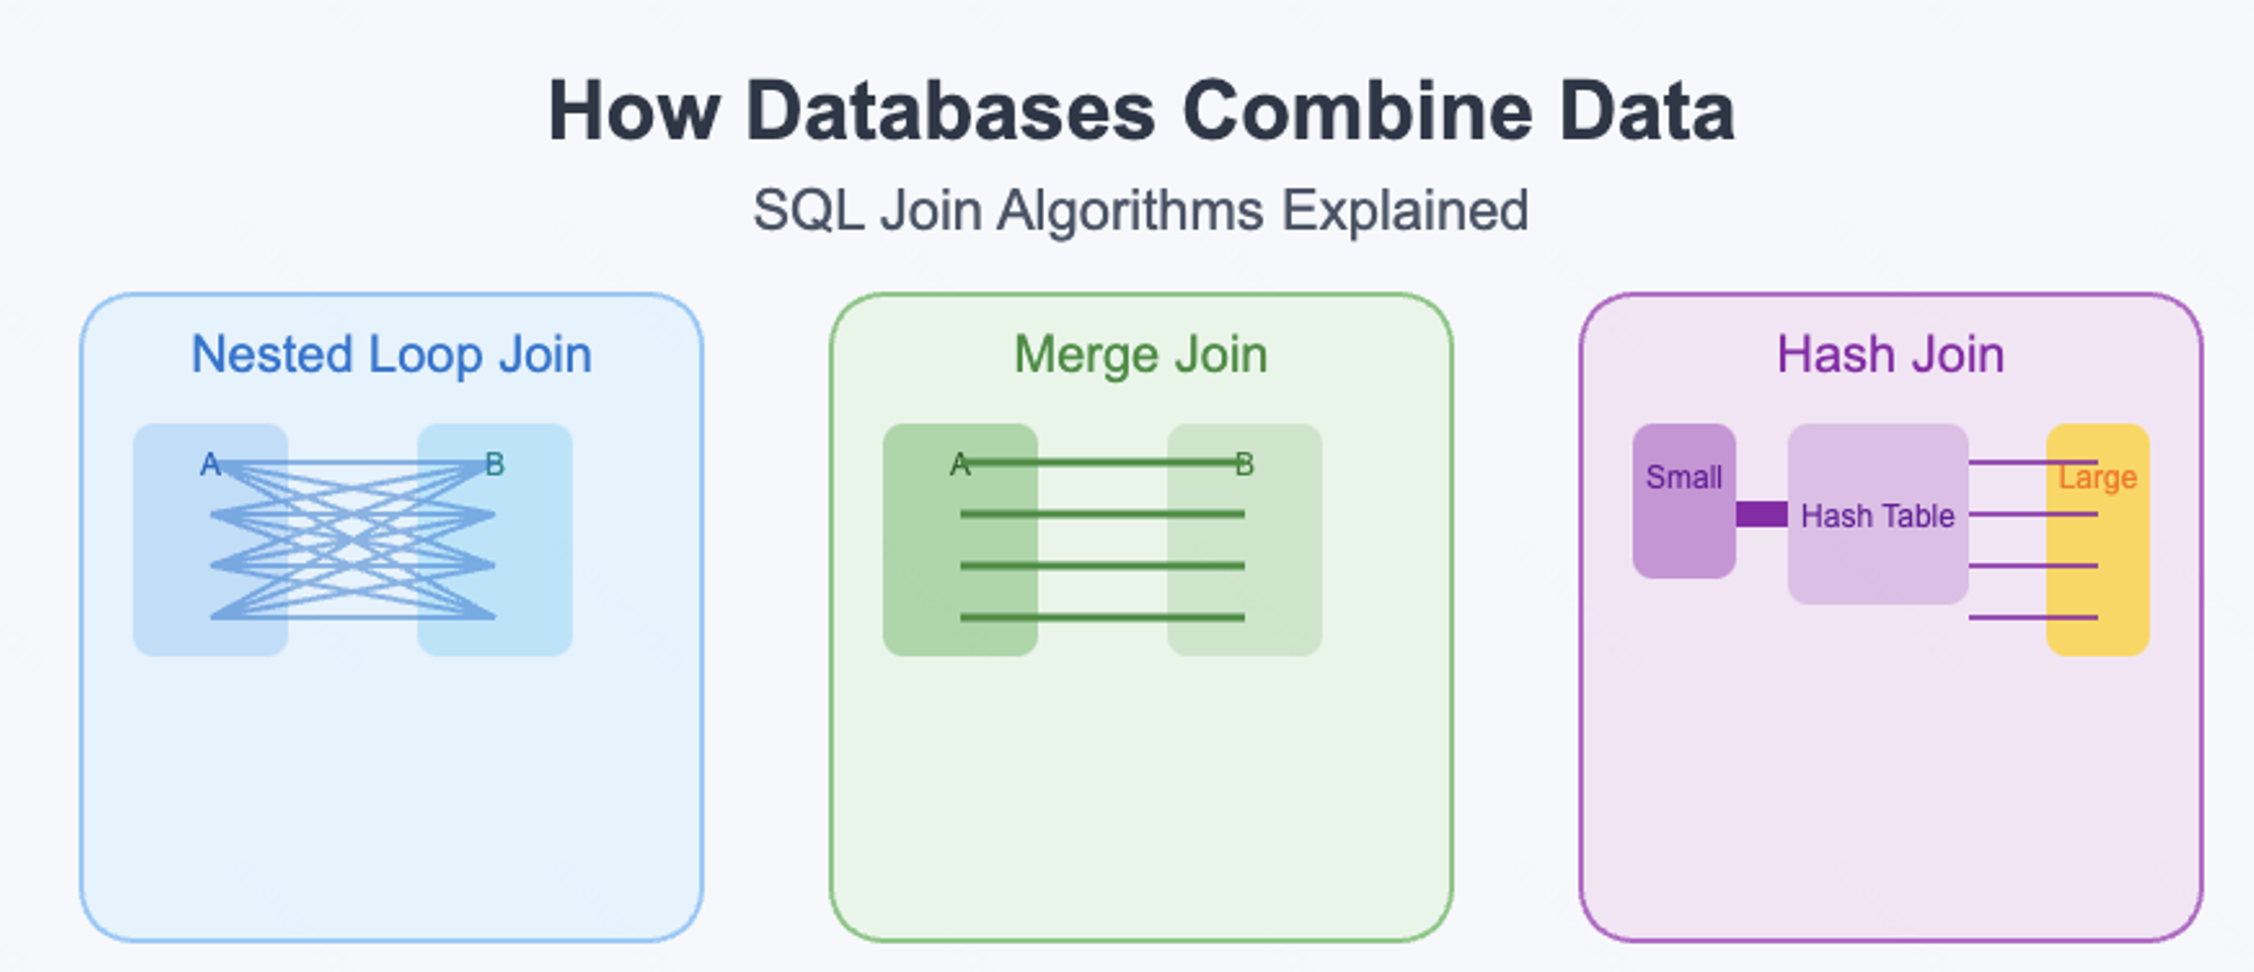 How Databases Combine Data
SQL Join Algorithms Explained
Nested Loop Join
A
B
Merge Join
A
B
Hash Join
Small
Hash Table
Large